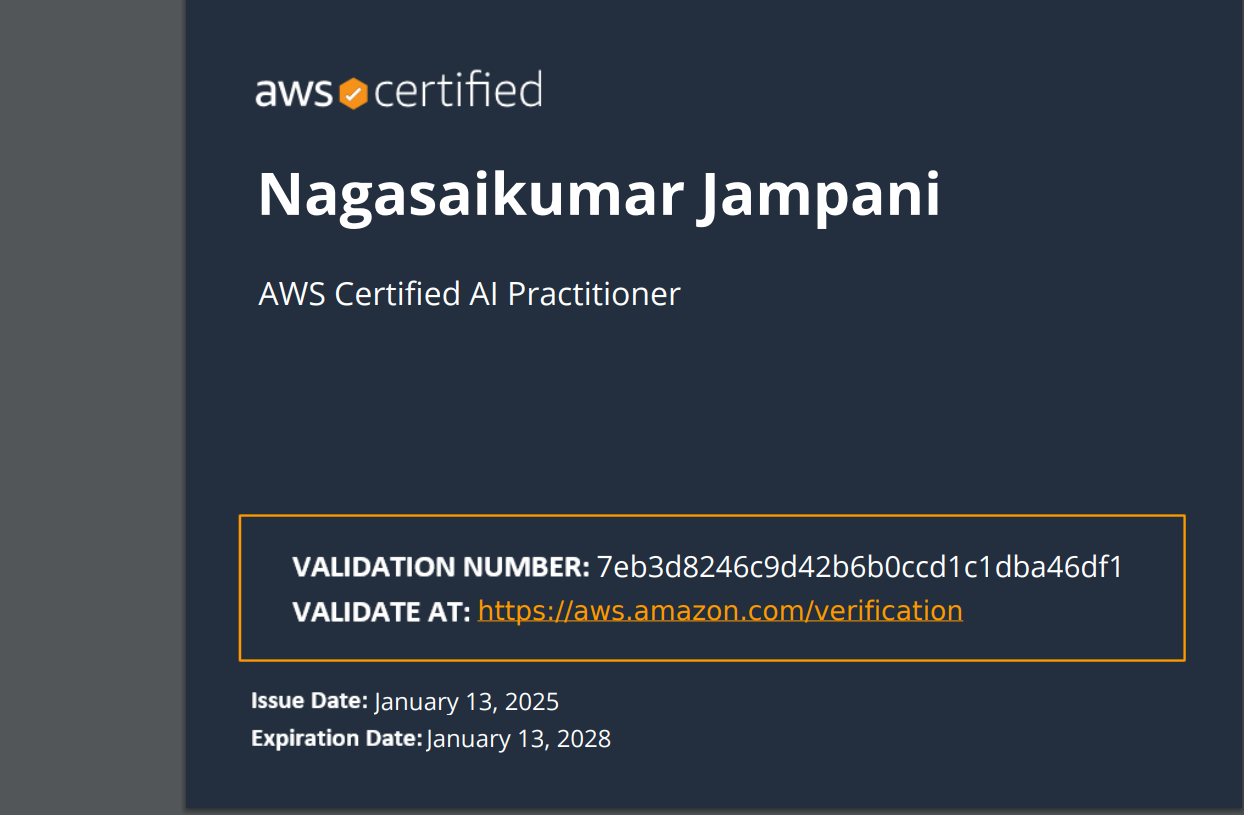 aws certified
Nagasaikumar Jampani
AWS Certified AI Practitioner
VALIDATION NUMBER: 7eb3d8246c9d42b6b0ccd1c1dba46df1
VALIDATE AT: https://aws.amazon.com/verification
Issue Date: January 13, 2025
Expiration Date: January 13, 2028